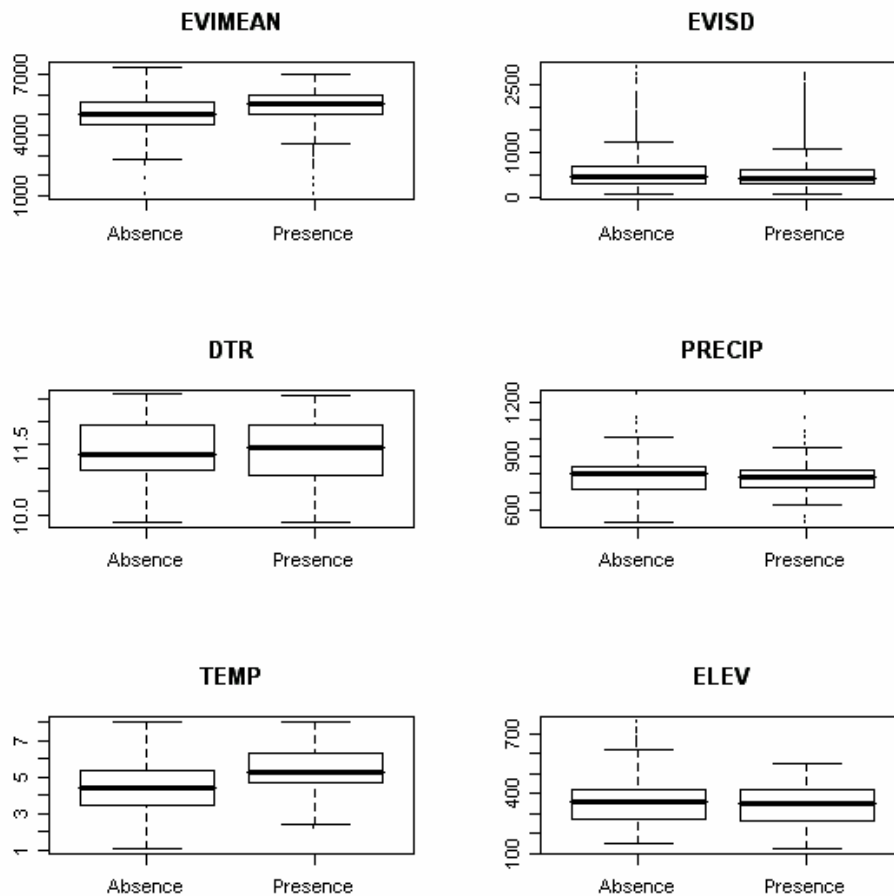 EVIMEAN
7000
4000
1000
Absence Presence
EVISD
2500
1000
0
Absence Presence
DTR
11.5
10.0
Absence Presence
PRECIP
1200
900
600
Absence Presence
TEMP
7
5
3
1
Absence Presence
ELEV
700
400
100
Absence Presence